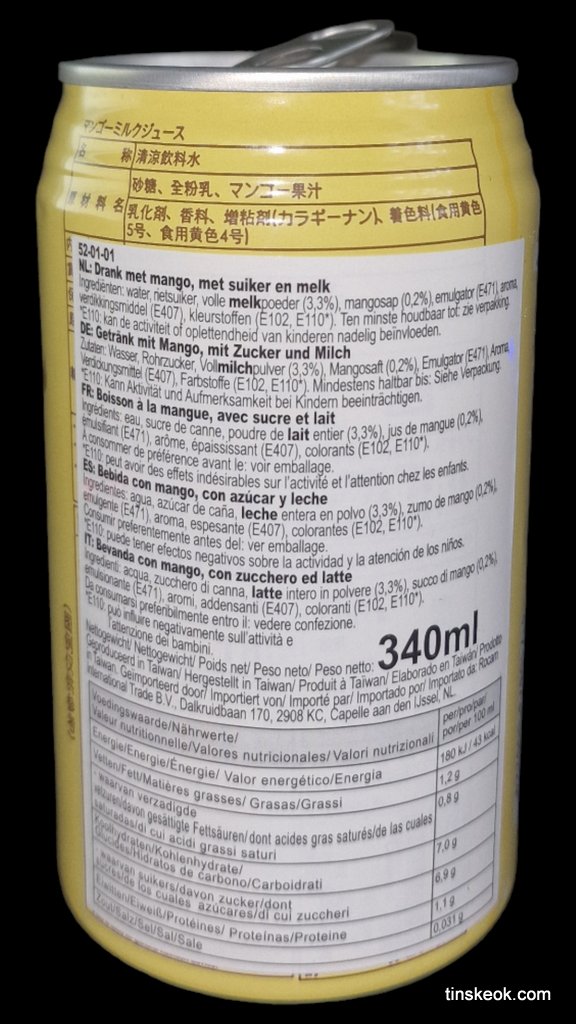 マンゴーミルクジュース
名 称 清涼飲料水
砂糖、全粉乳、マンゴー果汁
原材料名 乳化剤、香料、増粘剤(カラギーナン)、着色料(食用黄色
5号、食用黄色4号)
52-01-01
NL: Drank met mango, met suiker en melk
Ingrediënten: water, rietsuiker, volle melkpoeder (3,3%), mangosap (0,2%), emulgator (E471), aroma,
verdikkingsmiddel (E407), kleurstoffen (E102, E110*). Ten minste houdbaar tot: zie verpakking.
*E110: kan de activiteit of oplettendheid van kinderen nadelig beïnvloeden.
DE: Getränk mit Mango, mit Zucker und Milch
Zutaten: Wasser, Rohrzucker, Vollmilchpulver (3,3%), Mangosaft (0,2%), Emulgator (E471), Aroma,
Verdickungsmittel (E407), Farbstoffe (E102, E110*). Mindestens haltbar bis: Siehe Verpackung.
*E110: Kann Aktivität und Aufmerksamkeit bei Kindern beeinträchtigen.
FR: Boisson à la mangue, avec sucre et lait
Ingrédients: eau, sucre de canne, poudre de lait entier (3,3%), jus de mangue (0,2%),
émulsifiant (E471), arôme, épaississant (E407), colorants (E102, E110*).
A consommer de préférence avant le: voir emballage.
*E110: peut avoir des effets indésirables sur l'activité et l'attention chez les enfants.
ES: Bebida con mango, con azúcar y leche
Ingredientes: agua, azúcar de caña, leche entera en polvo (3,3%), zumo de mango (0,2%),
emulgente (E471), aroma, espesante (E407), colorantes (E102, E110*).
Consumir preferentemente antes del: ver emballage.
*E110: puede tener efectos negativos sobre la actividad y la atención de los niños.
IT: Bevanda con mango, con zucchero ed latte
Ingredienti: acqua, zucchero di canna, latte intero in polvere (3,3%), succo di mango (0,2%),
emulsionante (E471), aromi, addensanti (E407), coloranti (E102, E110*).
Da consumarsi preferibilmente entro il: vedere confezione.
*E110: può influire negativamente sull'attività e
l'attenzione dei bambini.
340ml
Nettogewicht/ Nettogewicht/ Poids net/ Peso neto/ Peso netto:
Geproduceerd in Taiwan/ Hergestellt in Taiwan/ Produit à Taiwan/ Elaborado en Taiwán/ Prodotto
in Taiwan. Geïmporteerd door/ Importiert von/ Importé par/ Importado por/ Importato da: Rocam
International Trade B.V., Dalkruidbaan 170, 2908 KC, Capelle aan den IJssel, NL.
Voedingswaarde/Nährwerte/
Valeur nutritionnelle/Valores nutricionales/ Valori nutrizionali
per/pro/par/
por/per 100 ml
Energie/Energie/Énergie/ Valor energético/Energia 180 kJ / 43 kcal
Vetten/Fett/Matières grasses/ Grasas/Grassi 1,2 g
waarvan verzadigde
vetzuren/davon gesättigte Fettsäuren/dont acides gras saturés/de las cuales
saturadas/di cui acidi grassi saturi 0,8 g
Koolhydraten/Kohlenhydrate/
Glucides/Hidratos de carbono/Carboidrati 7,0 g
waarvan suikers/davon zucker/dont
sucres/de los cuales azúcares/di cui zuccheri 6,9 g
Eiwitten/Eiweiß/Protéines/ Proteínas/Proteine 1,1 g
Zout/Salz/Sel/Sal/Sale 0,031 g
tinskeok.com